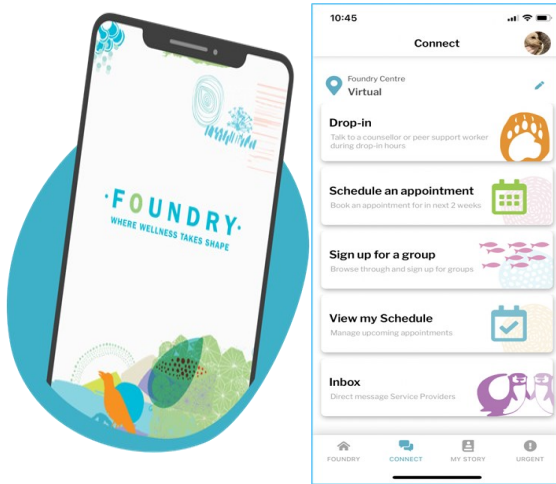 ·FOUNDRY·
WHERE WELLNESS TAKES SHAPE
10:45
Connect
Foundry Centre
Virtual
Drop-in
Talk to a counsellor or peer support worker
during drop-in hours
Schedule an appointment
Book an appointment for in next 2 weeks
Sign up for a group
Browse through and sign up for groups
View my Schedule
Manage upcoming appointments
Inbox
Direct message Service Providers
FOUNDRY CONNECT MY STORY URGENT